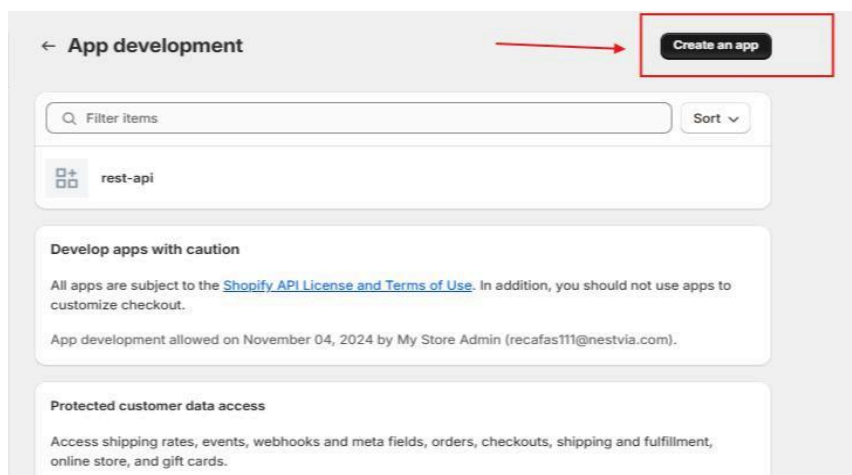 ← App development
Create an app
Filter items
Sort
rest-api
Develop apps with caution
All apps are subject to the Shopify API License and Terms of Use. In addition, you should not use apps to
customize checkout.
App development allowed on November 04, 2024 by My Store Admin (recafas111@nestvia.com).
Protected customer data access
Access shipping rates, events, webhooks and meta fields, orders, checkouts, shipping and fulfillment,
online store, and gift cards.